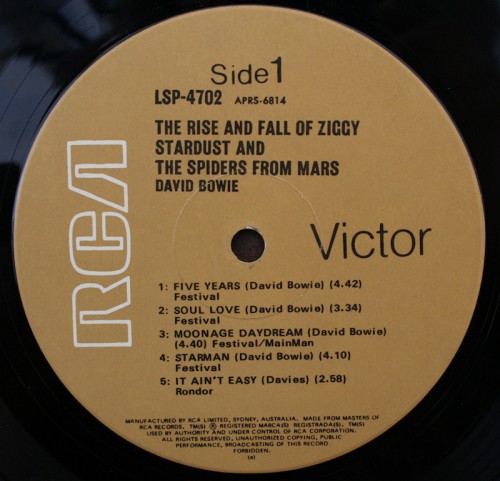 Side 1
LSP-4702 APRS-6814
THE RISE AND FALL OF ZIGGY
STARDUST AND
THE SPIDERS FROM MARS
DAVID BOWIE
RCA
Victor
1: FIVE YEARS (David Bowie) (4.42)
Festival
2: SOUL LOVE (David Bowie) (3.34)
Festival
3: MOONAGE DAYDREAM (David Bowie)
(4.40) Festival/MainMan
4: STARMAN (David Bowie) (4.10)
Festival
5: IT AIN'T EASY (Davies) (2.58)
Rondor
MANUFACTURED BY RCA LIMITED, SYDNEY, AUSTRALIA. MADE FROM MASTERS OF
RCA RECORDS. TM(S) ® REGISTERED MARCA(S) REGISTRADA(S). TM(S)
USED BY AUTHORITY AND UNDER CONTROL OF RCA CORPORATION.
ALL RIGHTS RESERVED, UNAUTHORIZED COPYING, PUBLIC
PERFORMANCE, BROADCASTING OF THIS RECORD
FORBIDDEN.